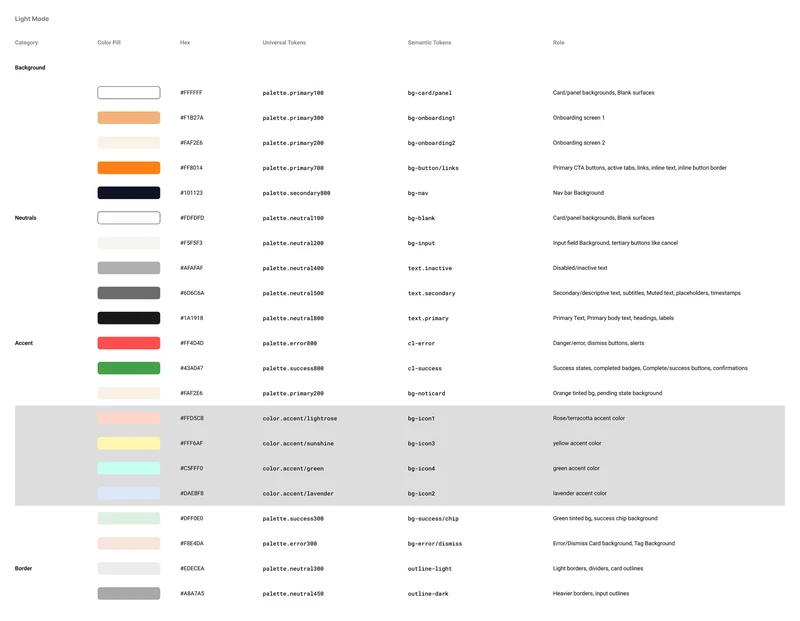 Light Mode
Category Color Pill Hex Universal Tokens Semantic Tokens Role
Background
#FFFFFF palette.primary100 bg-card/panel Card/panel backgrounds, Blank surfaces
#F1B27A palette.primary300 bg-onboarding1 Onboarding screen 1
#FAF2E6 palette.primary200 bg-onboarding2 Onboarding screen 2
#FF8014 palette.primary700 bg-button/links Primary CTA buttons, active tabs, links, inline text, inline button border
#101123 palette.secondary800 bg-nav Nav bar Background
Neutrals #FDFDFD palette.neutral100 bg-blank Card/panel backgrounds, Blank surfaces
#F5F5F3 palette.neutral200 bg-input Input field Background, tertiary buttons like cancel
#AFAFAF palette.neutral400 text.inactive Disabled/inactive text
#6D6C6A palette.neutral500 text.secondary Secondary/descriptive text, subtitles, Muted text, placeholders, timestamps
#1A1918 palette.neutral800 text.primary Primary Text, Primary body text, headings, labels
Accent #FF4D4D palette.error800 cl-error Danger/error, dismiss buttons, alerts
#43A047 palette.success800 cl-success Success states, completed badges, Complete/success buttons, confirmations
#FAF2E6 palette.primary200 bg-noticard Orange tinted bg, pending state background
#FFD5C8 color.accent/lightrose bg-icon1 Rose/terracotta accent color
#FFF6AF color.accent/sunshine bg-icon3 yellow accent color
#C5FFF0 color.accent/green bg-icon4 green accent color
#DAE8F8 color.accent/lavender bg-icon2 lavender accent color
#DFF0E0 palette.success300 bg-success/chip Green tinted bg, success chip background
#F8E4DA palette.error300 bg-error/dismiss Error/Dismiss Card background, Tag Background
Border #EDECEA palette.neutral300 outline-light Light borders, dividers, card outlines
#A8A7A5 palette.neutral450 outline-dark Heavier borders, input outlines